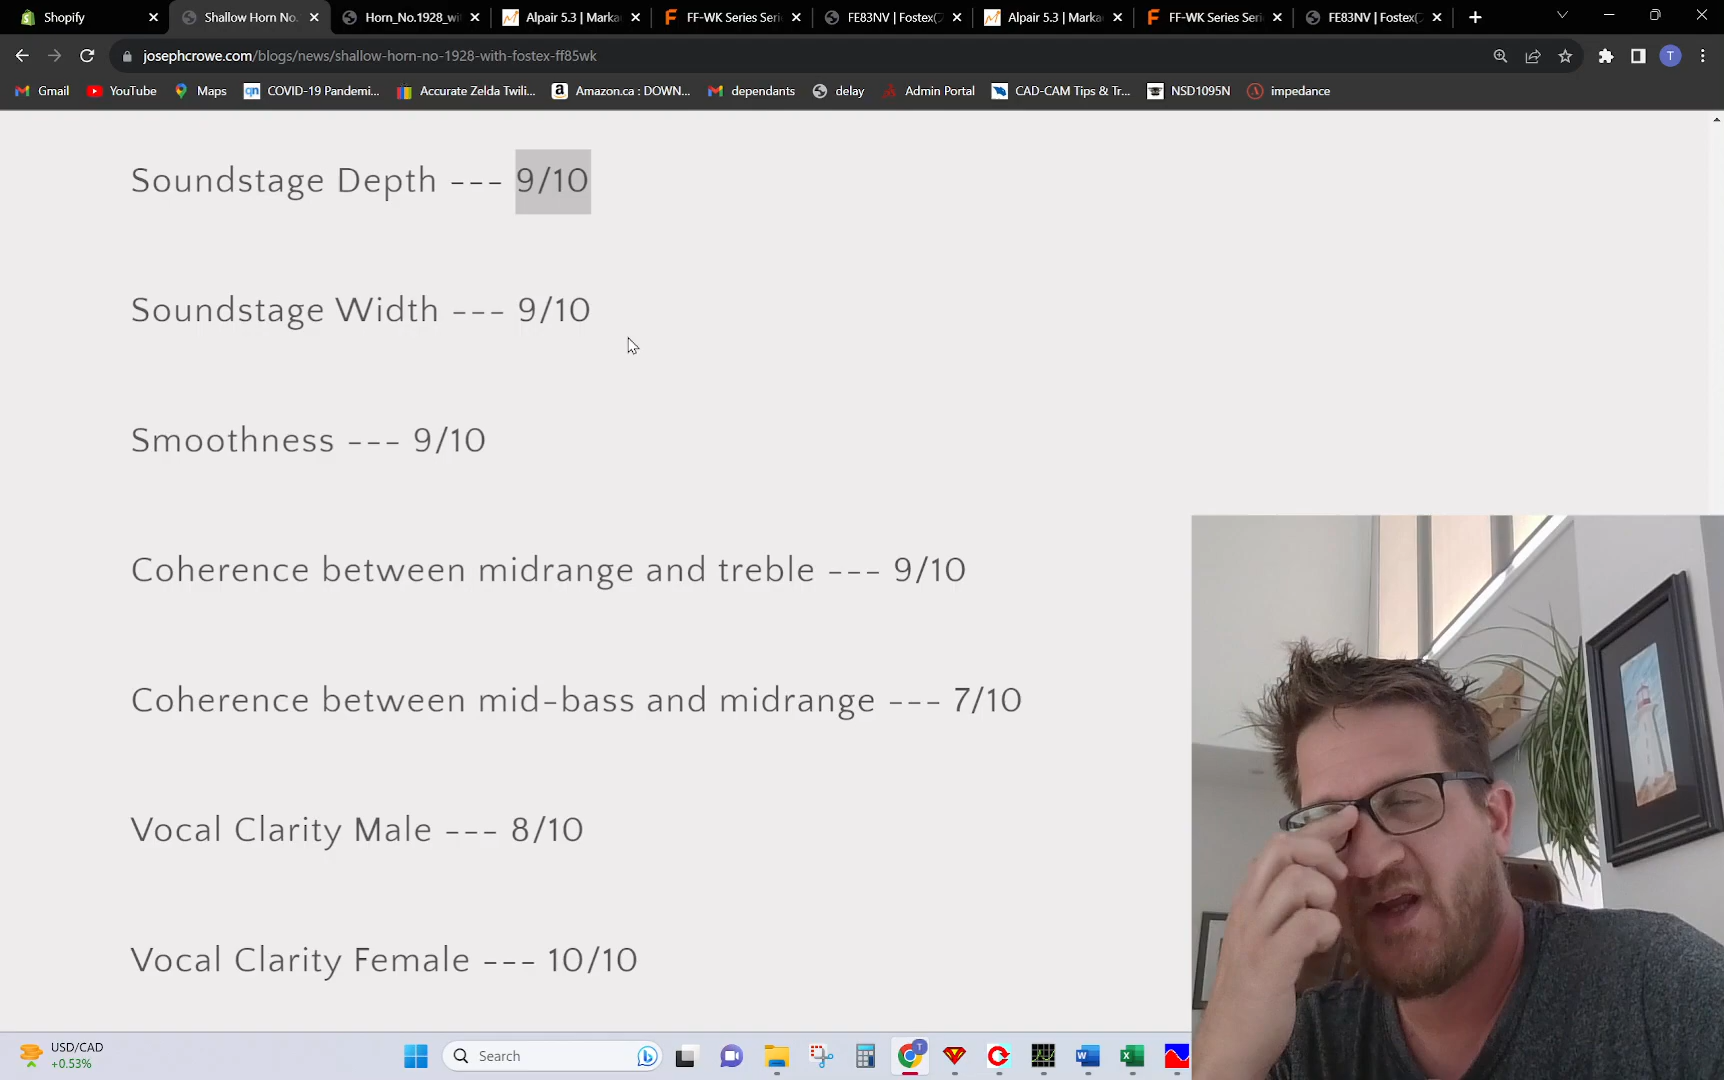 Shopify
Shallow Horn No.
Horn_No.1928_wi
Alpair 5.3 | Marka
FF-WK Series Seri
FE83NV | Fostex(
Alpair 5.3 | Marka
FF-WK Series Seri
FE83NV | Fostex(
josephcrowe.com/blogs/news/shallow-horn-no-1928-with-fostex-ff85wk
T
Gmail
YouTube
Maps
COVID-19 Pandemi...
Accurate Zelda Twili...
Amazon.ca : DOWN...
dependants
delay
Admin Portal
CAD-CAM Tips & Tr...
NSD1095N
impedance
Soundstage Depth --- 9/10
Soundstage Width --- 9/10
Smoothness --- 9/10
Coherence between midrange and treble --- 9/10
Coherence between mid-bass and midrange --- 7/10
Vocal Clarity Male --- 8/10
Vocal Clarity Female --- 10/10
USD/CAD
+0.53%
Search